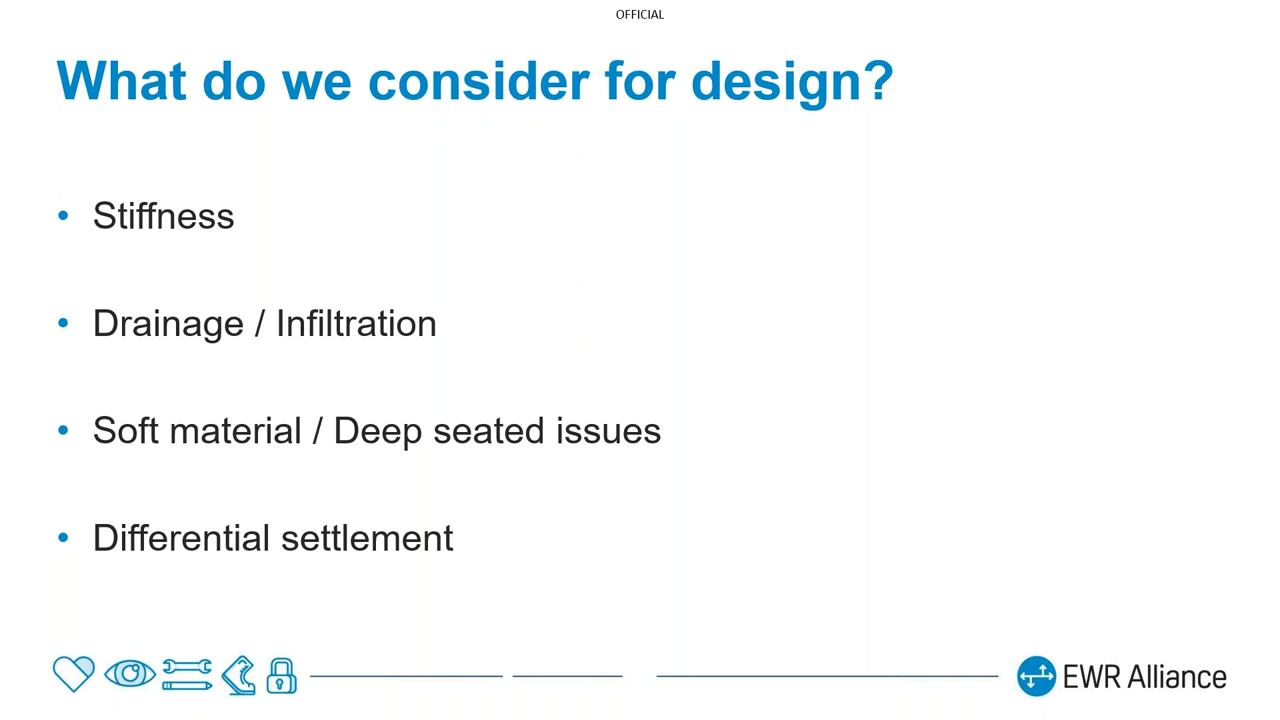 OFFICIAL
What do we consider for design?
• Stiffness
• Drainage / Infiltration
• Soft material / Deep seated issues
• Differential settlement
EWR Alliance